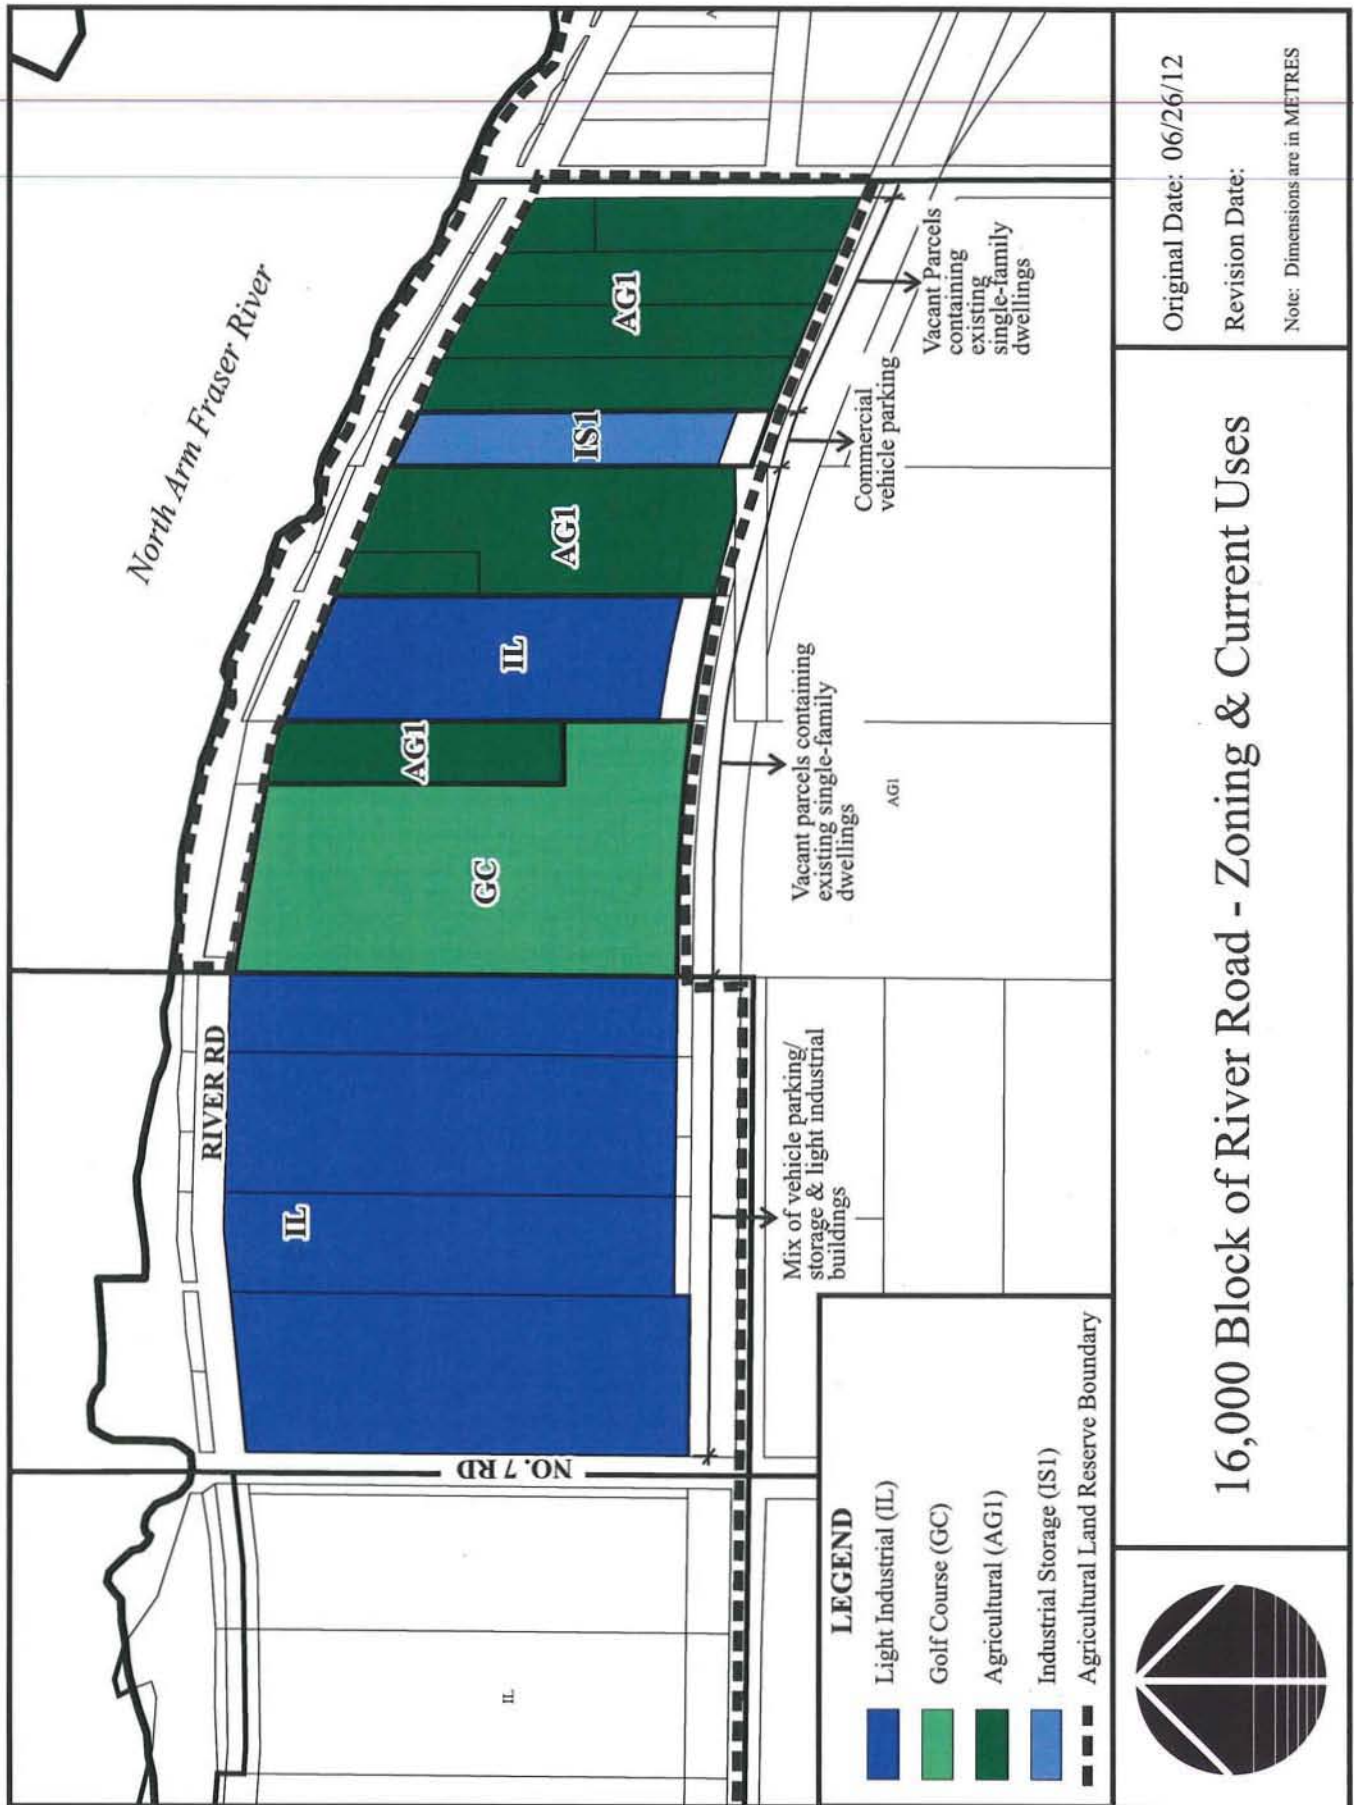 North Arm Fraser River
RIVER RD
NO. 7 RD
IL
GC
AG1
IL
AG1
IS1
AG1
IL
AG1
A
Mix of vehicle parking/
storage & light industrial
buildings
Vacant parcels containing
existing single-family
dwellings
Commercial
vehicle parking
Vacant Parcels
containing
existing
single-family
dwellings
LEGEND
Light Industrial (IL)
Golf Course (GC)
Agricultural (AG1)
Industrial Storage (IS1)
Agricultural Land Reserve Boundary
16,000 Block of River Road - Zoning & Current Uses
Original Date: 06/26/12
Revision Date:
Note: Dimensions are in METRES